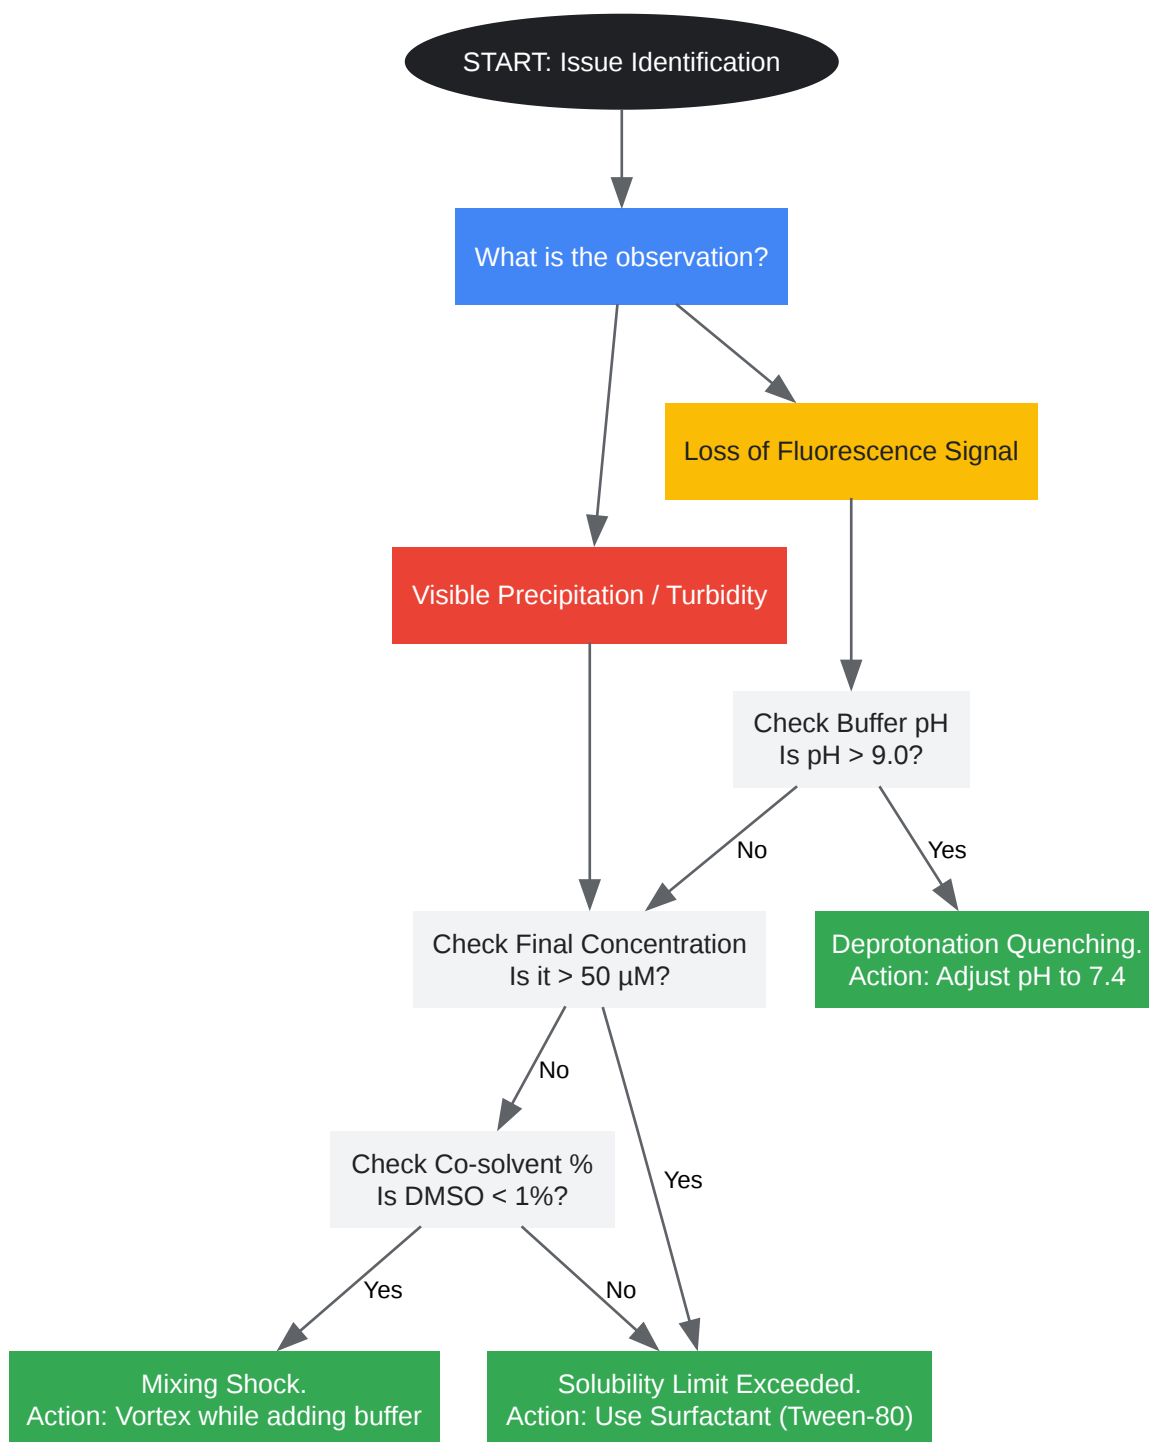 START: Issue Identification
What is the observation?
Loss of Fluorescence Signal
Visible Precipitation / Turbidity
Check Buffer pH
Is pH > 9.0?
No
Yes
Check Final Concentration
Is it > 50 µM?
Deprotonation Quenching.
Action: Adjust pH to 7.4
No
Check Co-solvent %
Is DMSO < 1%?
Yes
Yes
No
Mixing Shock.
Action: Vortex while adding buffer
Solubility Limit Exceeded.
Action: Use Surfactant (Tween-80)